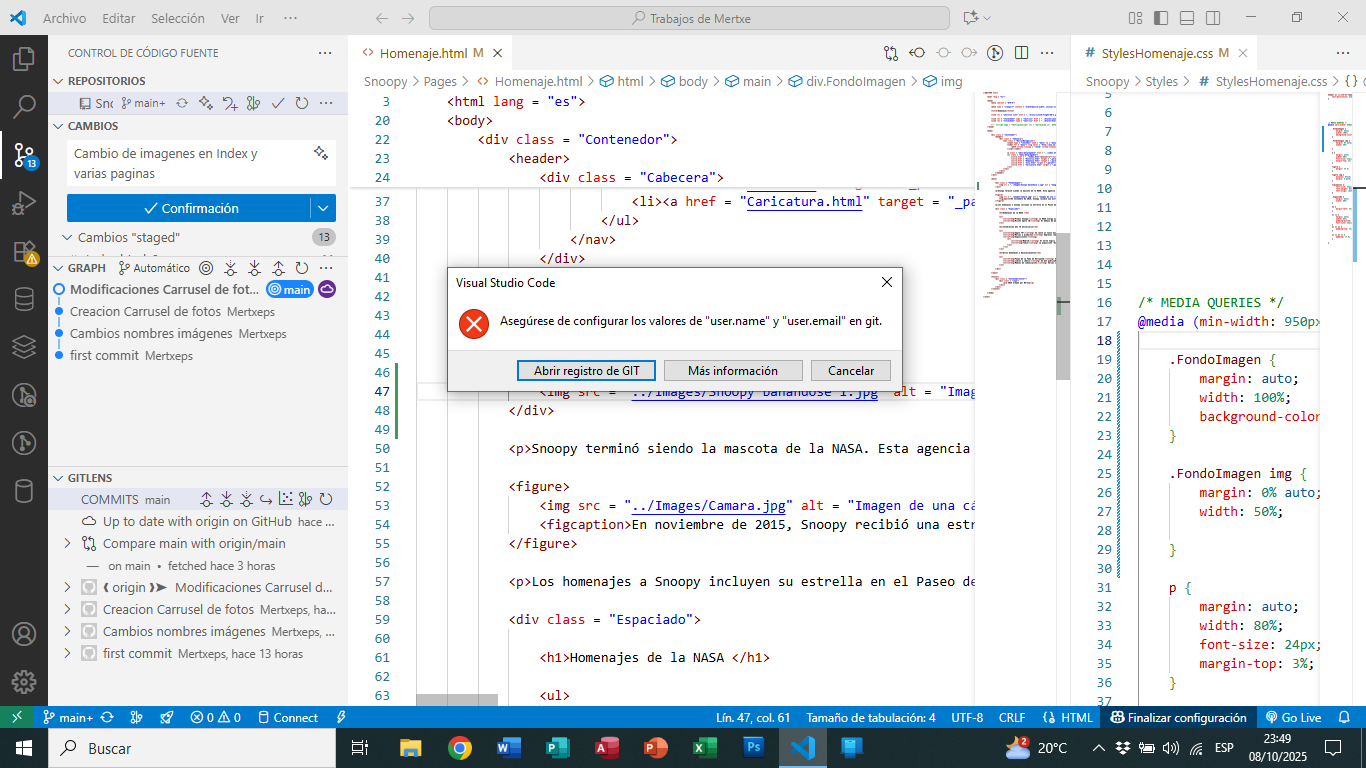 Archivo Editar Selección Ver Ir ···
Trabajos de Mertxe
CONTROL DE CÓDIGO FUENTE
REPOSITORIOS
main+
CAMBIOS
Cambio de imagenes en Index y
varias paginas
Confirmación
Cambios "staged" 13
GRAPH Automático
Modificaciones Carrusel de fot... main
Creacion Carrusel de fotos Mertxeps
Cambios nombres imágenes Mertxeps
first commit Mertxeps
GITLENS
COMMITS main
Up to date with origin on GitHub hace ...
Compare main with origin/main
— on main • fetched hace 3 horas
origin Modificaciones Carrusel d...
Creacion Carrusel de fotos Mertxeps, ha...
Cambios nombres imágenes Mertxeps, ...
first commit Mertxeps, hace 13 horas
13
Homenaje.html M
Snoopy > Pages > Homenaje.html > html > body > main > div.FondoImagen > img
3 <html lang = "es">
20 <body>
22 <div class = "Contenedor">
23 <header>
24 <div class = "Cabecera">
37 <li><a href = "Caricatura.html" target = "_pa
38 </ul>
39 </nav>
40 </div>
41
42
43
44
45
46
47 <img src = "../Images/Snoopy bañandose 1.jpg" alt = "Imag
48 </div>
49
50 <p>Snoopy terminó siendo la mascota de la NASA. Esta agencia
51
52 <figure>
53 <img src = "../Images/Camara.jpg" alt = "Imagen de una cá
54 <figcaption>En noviembre de 2015, Snoopy recibió una estr
55 </figure>
56
57 <p>Los homenajes a Snoopy incluyen su estrella en el Paseo de
58
59 <div class = "Espaciado">
60
61 <h1>Homenajes de la NASA </h1>
62
63 <ul>
Visual Studio Code
Asegúrese de configurar los valores de "user.name" y "user.email" en git.
Abrir registro de GIT
Más información
Cancelar
StylesHomenaje.css M
Snoopy > Styles > StylesHomenaje.css >
5
6
7
8
9
10
11
12
13
14
15
16 /* MEDIA QUERIES */
17 @media (min-width: 950px
18
19 .FondoImagen {
20 margin: auto;
21 width: 100%;
22 background-color
23 }
24
25 .FondoImagen img {
26 margin: 0% auto;
27 width: 50%;
28
29 }
30
31 p {
32 margin: auto;
33 width: 80%;
34 font-size: 24px;
35 margin-top: 3%;
36 }
37
main+ 0 0 Connect Lín. 47, col. 61 Tamaño de tabulación: 4 UTF-8 CRLF HTML Finalizar configuración Go Live
Buscar
2
20°C
ESP
23:49
08/10/2025